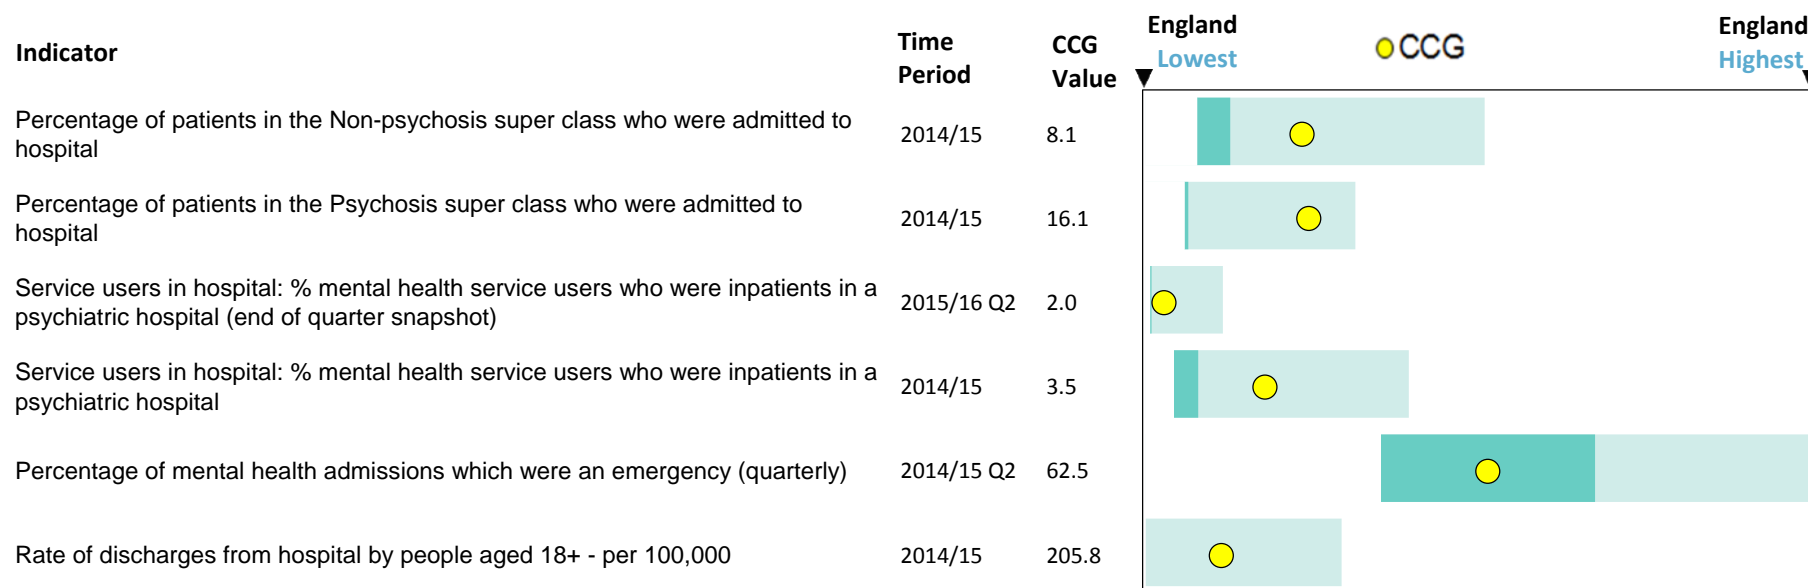 Indicator
Time
Period
CCG
Value
England
Lowest
CCG
England
Highest
Percentage of patients in the Non-psychosis super class who were admitted to
hospital
2014/15
8.1
Percentage of patients in the Psychosis super class who were admitted to
hospital
2014/15
16.1
Service users in hospital: % mental health service users who were inpatients in a
psychiatric hospital (end of quarter snapshot)
2015/16 Q2
2.0
Service users in hospital: % mental health service users who were inpatients in a
psychiatric hospital
2014/15
3.5
Percentage of mental health admissions which were an emergency (quarterly)
2014/15 Q2
62.5
Rate of discharges from hospital by people aged 18+ - per 100,000
2014/15
205.8